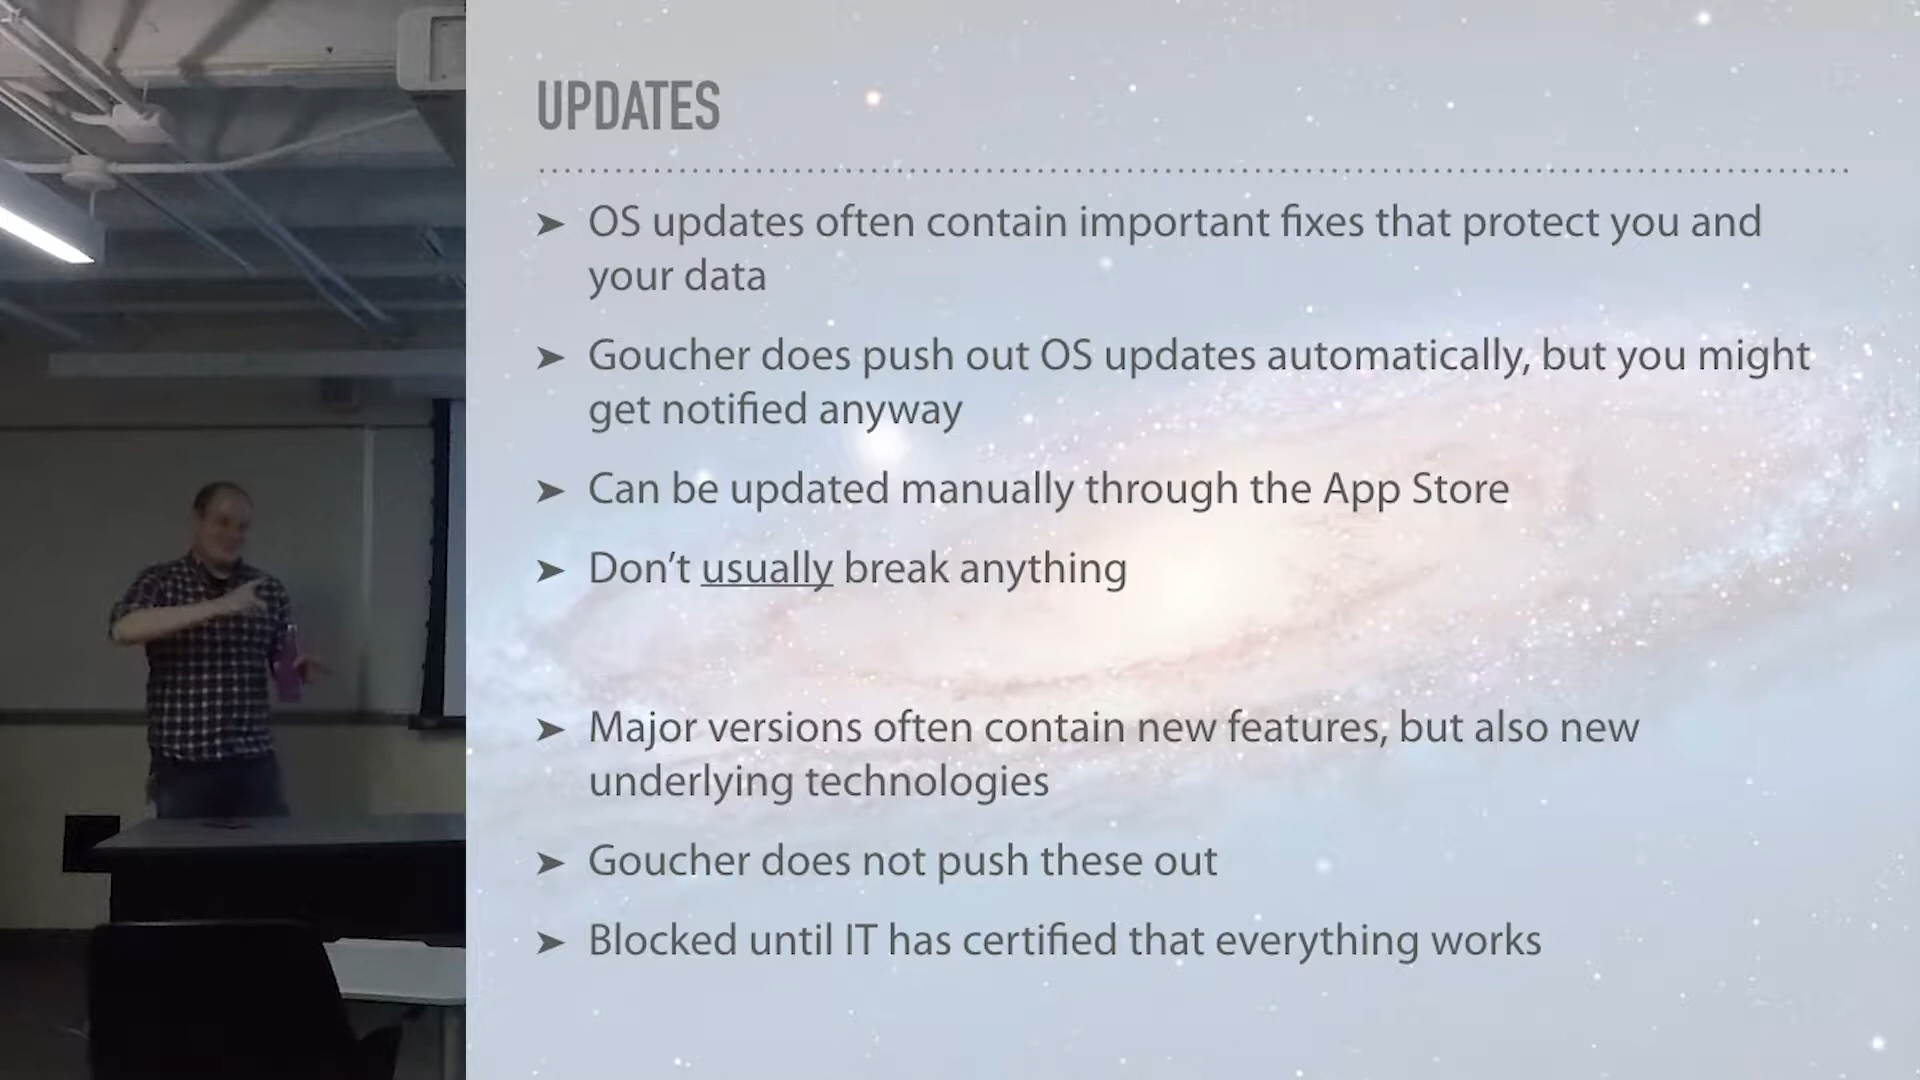 UPDATES
➤ OS updates often contain important fixes that protect you and
your data
➤ Goucher does push out OS updates automatically, but you might
get notified anyway
➤ Can be updated manually through the App Store
➤ Don’t usually break anything
➤ Major versions often contain new features, but also new
underlying technologies
➤ Goucher does not push these out
➤ Blocked until IT has certified that everything works